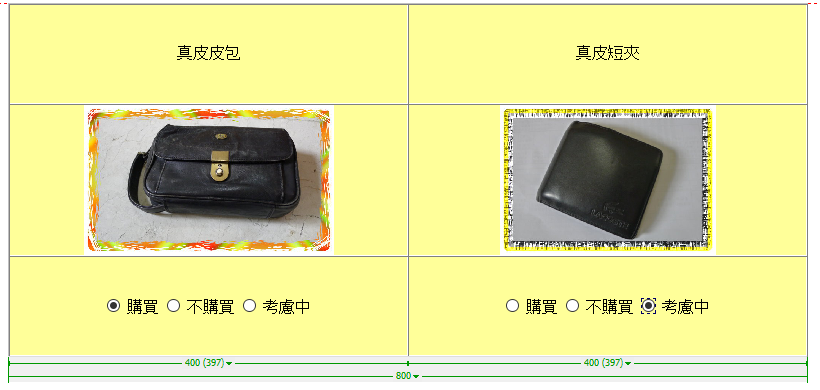 真皮皮包
真皮短夾
購買 不購買 考慮中
購買 不購買 考慮中
400 (397)
400 (397)
800